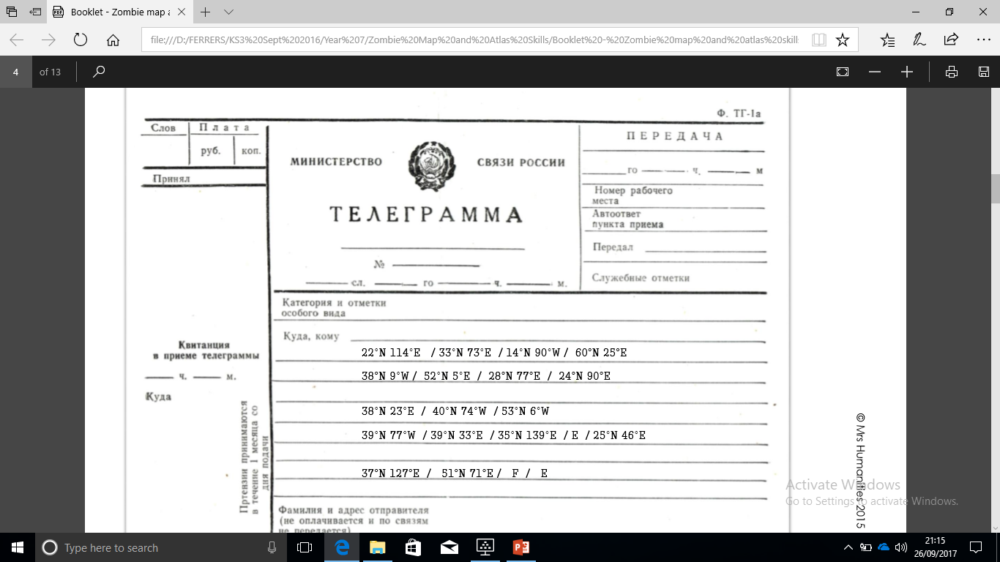 Booklet - Zombie map a
file:///D:/FERRERS/KS3%20Sept%202016/Year%207/Zombie%20Map%20and%20Atlas%20Skills/Booklet%20-%20Zombie%20map%20and%20atlas%20skill
4 of 13
Ф. ТГ-1а
Слов
Плата
руб. коп.
Принял
МИНИСТЕРСТВО СВЯЗИ РОССИИ
ТЕЛЕГРАММА
№
сл. го ч. м.
ПЕРЕДАЧА
го ч. м
Номер рабочего
места
Автоответ
пункта приема
Передал
Служебные отметки
Категория и отметки
особого вида
Куда, кому
22°N 114°E / 33°N 73°E / 14°N 90°W / 60°N 25°E
38°N 9°W / 52°N 5°E / 28°N 77°E / 24°N 90°E
38°N 23°E / 40°N 74°W / 53°N 6°W
39°N 77°W / 39°N 33°E / 35°N 139°E / E / 25°N 46°E
37°N 127°E / 51°N 71°E / F / E
Квитанция
в приеме телеграммы
ч. м.
Куда
Пртензии принимаются
в течение 1 месяца со
дня подачи
Фамилия и адрес отправителя
(не оплачивается и по связям
не передается)
© Mrs Humanities 2015
Activate Windows
Go to Settings to activate Windows.
Type here to search
21:15
26/09/2017